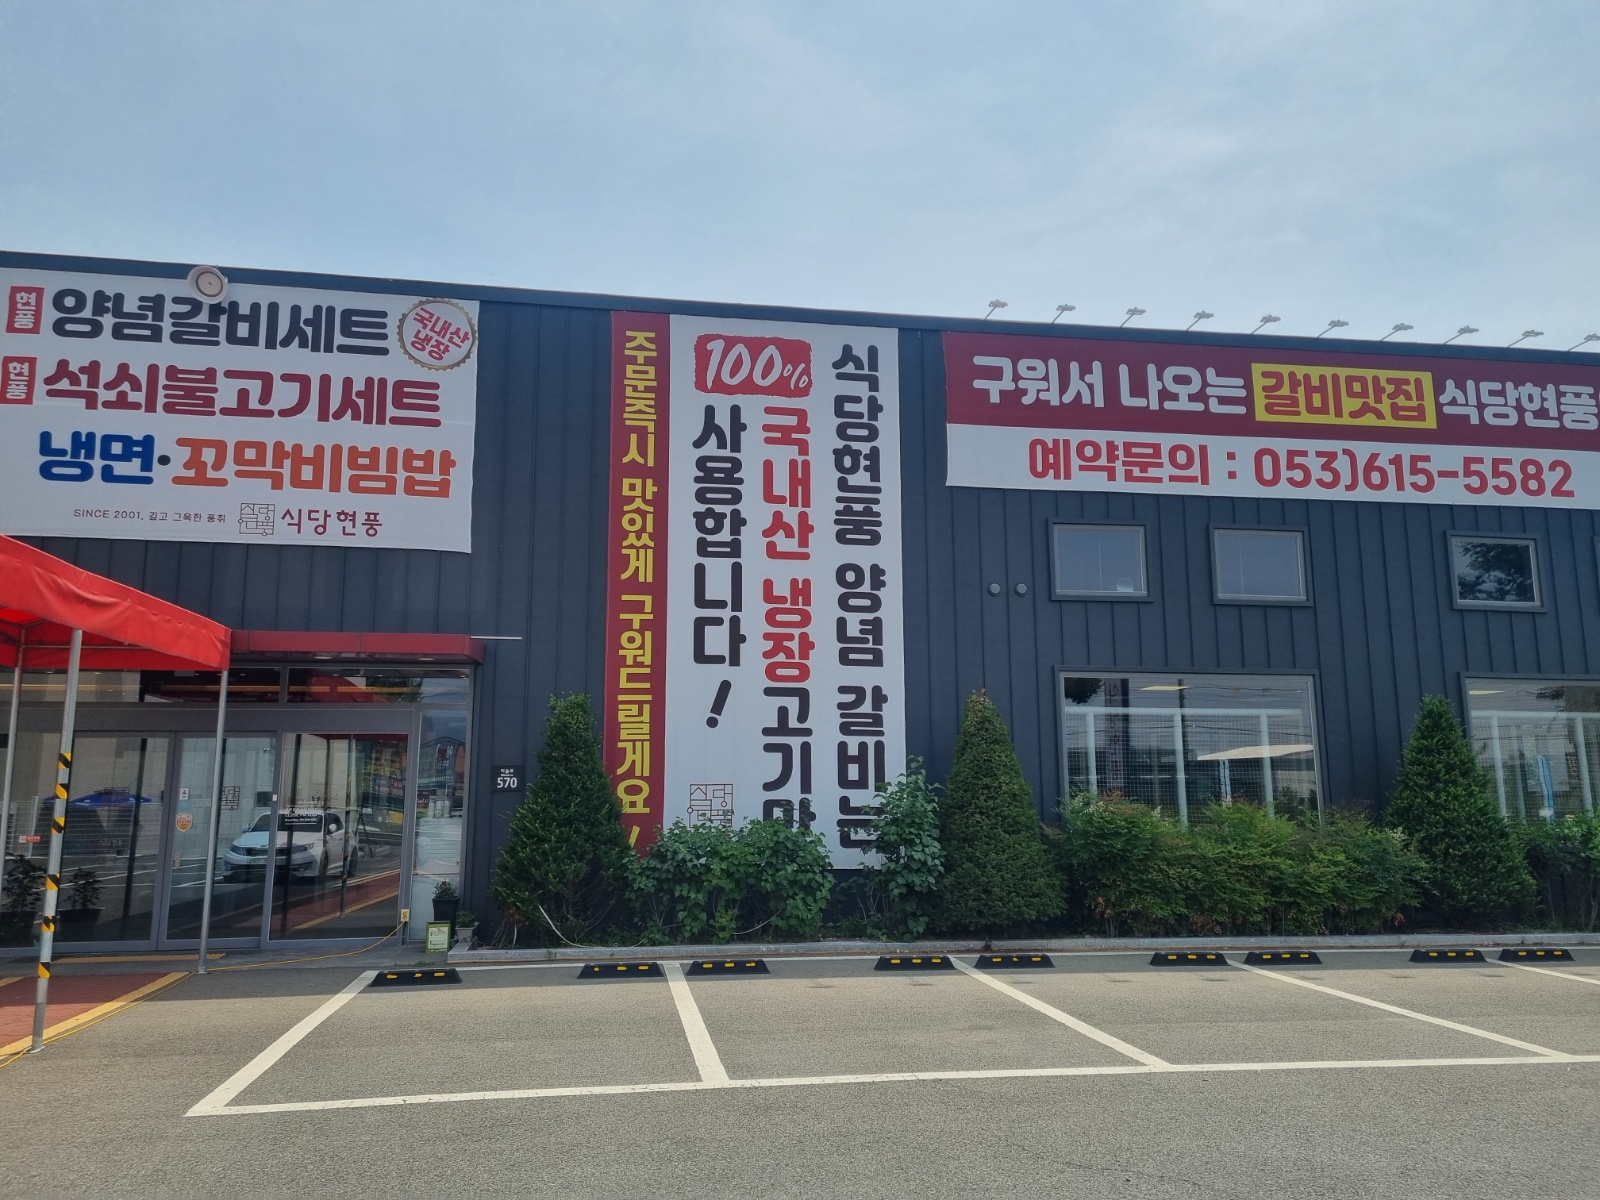 현풍 양념갈비세트
국내산
냉장
현풍 석쇠불고기세트
냉면·꼬막비빔밥
SINCE 2001. 깊고 그윽한 풍취
식당현풍
주문즉시 맛있게 구워드릴게요!
식당현풍 양념 갈비는
100%
국내산 냉장고기만
사용합니다!
구워서 나오는 갈비맛집 식당현풍
예약문의 : 053)615-5582
570